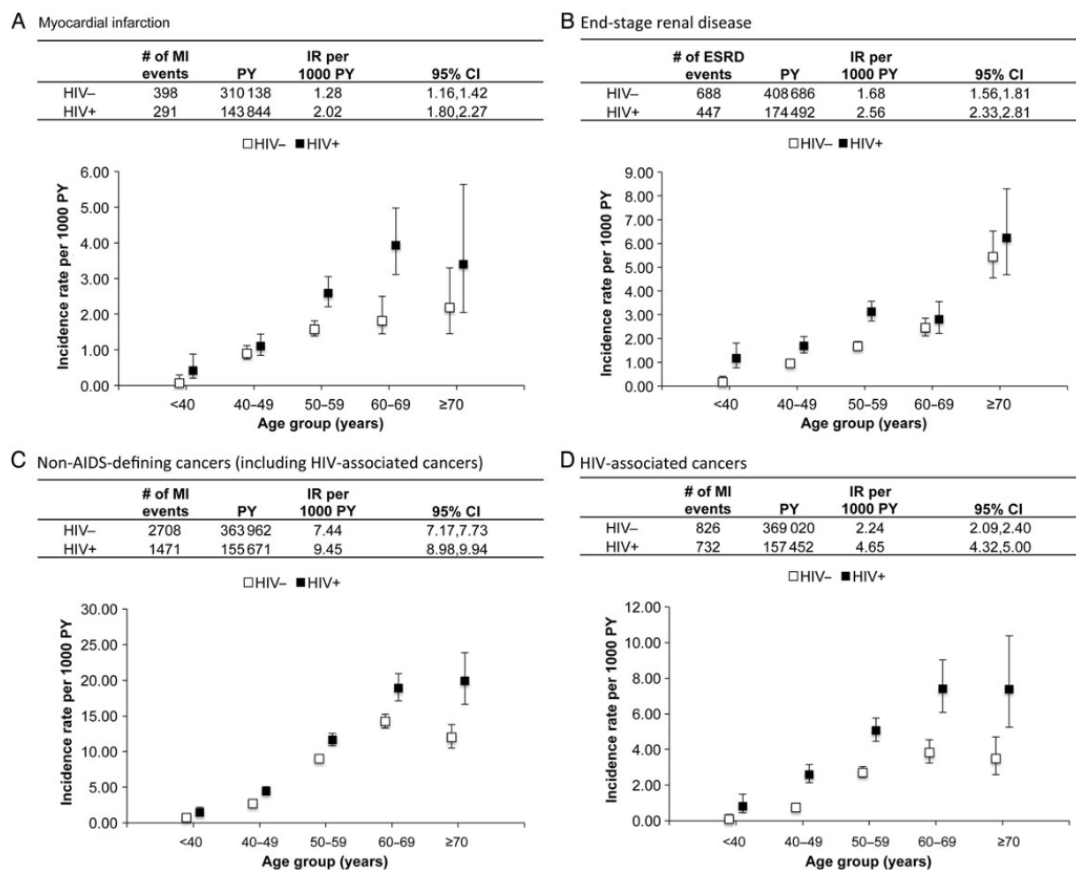 A Myocardial infarction
# of MI events PY IR per 1000 PY 95% CI
HIV– 398 310 138 1.28 1.16,1.42
HIV+ 291 143 844 2.02 1.80,2.27
HIV– HIV+
Incidence rate per 1000 PY
6.00
5.00
4.00
3.00
2.00
1.00
0.00
<40 40–49 50–59 60–69 ≥70
Age group (years)
B End-stage renal disease
# of ESRD events PY IR per 1000 PY 95% CI
HIV– 688 408 686 1.68 1.56,1.81
HIV+ 447 174 492 2.56 2.33,2.81
HIV– HIV+
Incidence rate per 1000 PY
9.00
8.00
7.00
6.00
5.00
4.00
3.00
2.00
1.00
0.00
<40 40–49 50–59 60–69 ≥70
Age group (years)
C Non-AIDS-defining cancers (including HIV-associated cancers)
# of MI events PY IR per 1000 PY 95% CI
HIV– 2708 363 962 7.44 7.17,7.73
HIV+ 1471 155 671 9.45 8.98,9.94
HIV– HIV+
Incidence rate per 1000 PY
30.00
25.00
20.00
15.00
10.00
5.00
0.00
<40 40–49 50–59 60–69 ≥70
Age group (years)
D HIV-associated cancers
# of MI events PY IR per 1000 PY 95% CI
HIV– 826 369 020 2.24 2.09,2.40
HIV+ 732 157 452 4.65 4.32,5.00
HIV– HIV+
Incidence rate per 1000 PY
12.00
10.00
8.00
6.00
4.00
2.00
0.00
<40 40–49 50–59 60–69 ≥70
Age group (years)